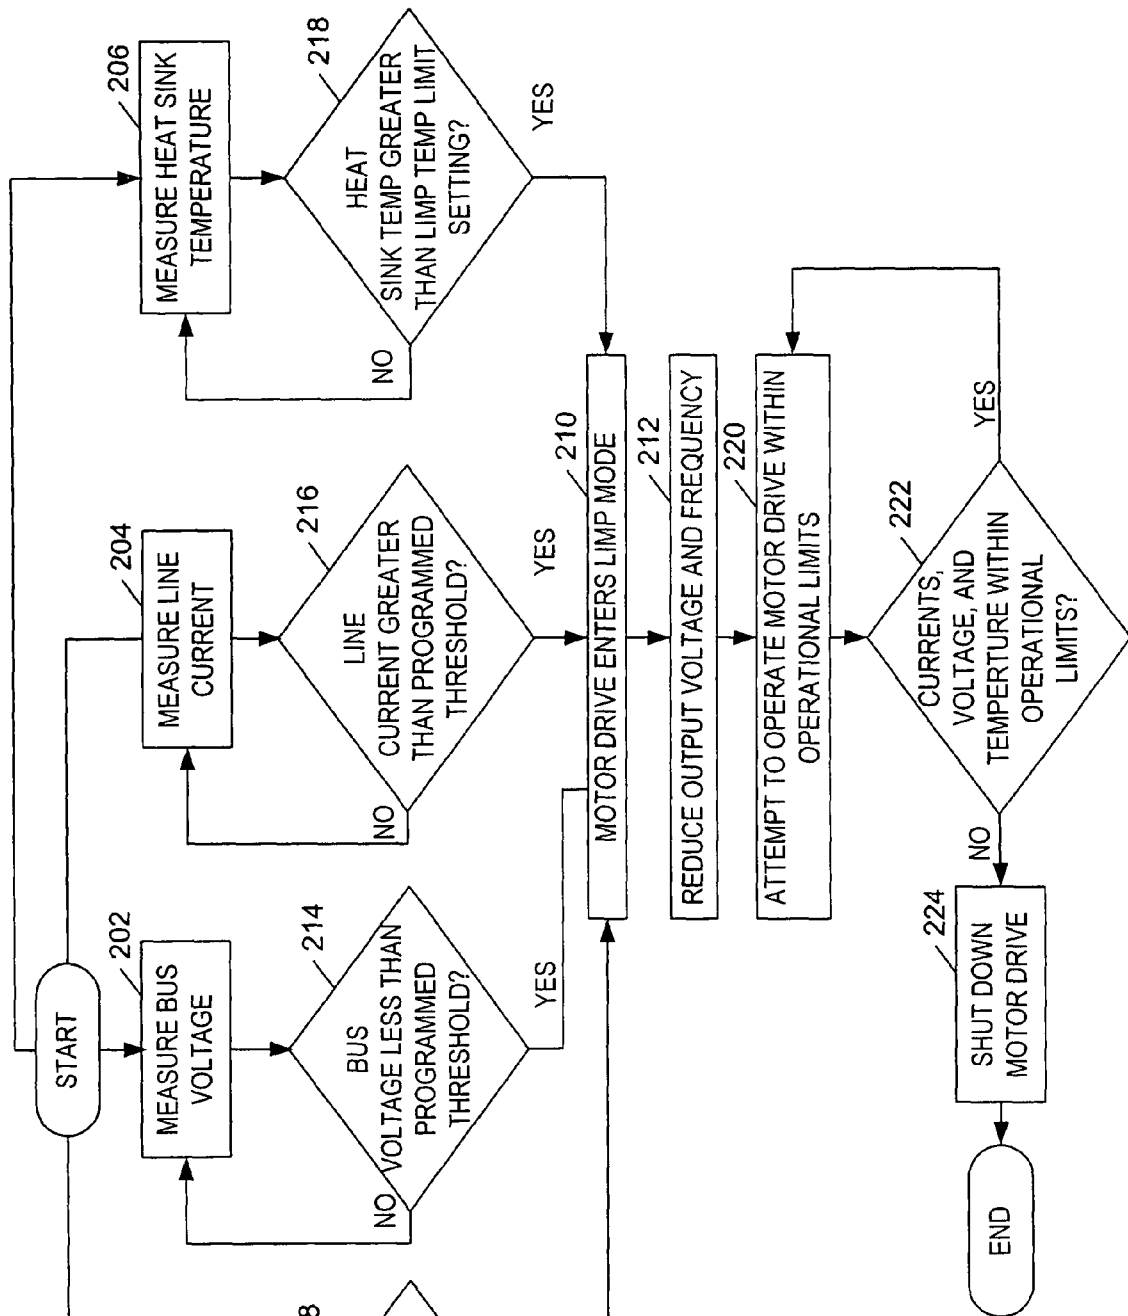 START
202
MEASURE BUS
VOLTAGE
204
MEASURE LINE
CURRENT
206
MEASURE HEAT SINK
TEMPERATURE
8
214
BUS
VOLTAGE LESS THAN
PROGRAMMED
THRESHOLD?
NO
YES
216
LINE
CURRENT GREATER
THAN PROGRAMMED
THRESHOLD?
NO
YES
218
HEAT
SINK TEMP GREATER
THAN LIMP TEMP LIMIT
SETTING?
NO
YES
210
MOTOR DRIVE ENTERS LIMP MODE
212
REDUCE OUTPUT VOLTAGE AND FREQUENCY
220
ATTEMPT TO OPERATE MOTOR DRIVE WITHIN
OPERATIONAL LIMITS
222
CURRENTS,
VOLTAGE, AND
TEMPERTURE WITHIN
OPERATIONAL
LIMITS?
YES
NO
224
SHUT DOWN
MOTOR DRIVE
END